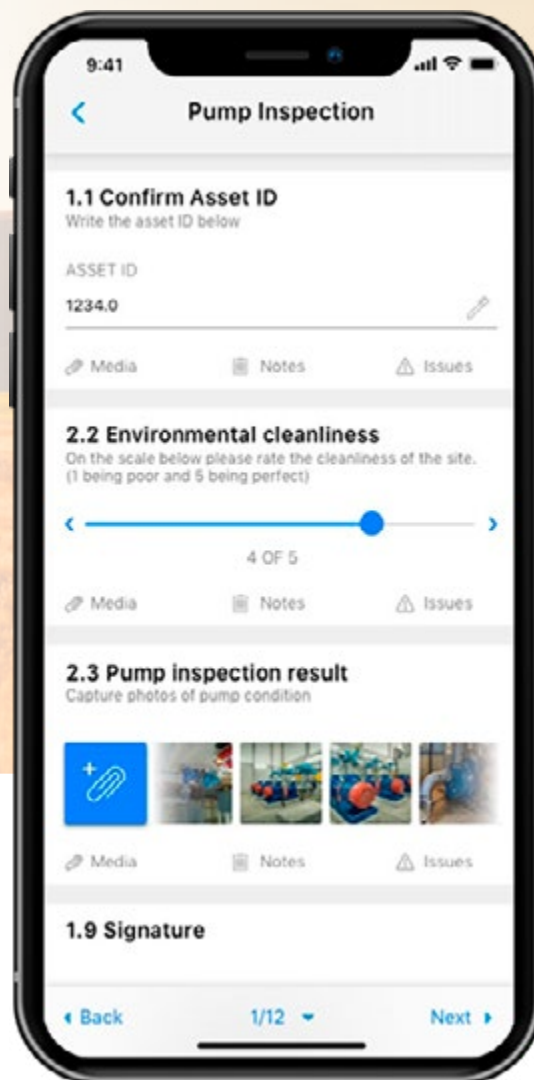 9:41
Pump Inspection
1.1 Confirm Asset ID
Write the asset ID below
ASSET ID
1234.0
Media Notes Issues
2.2 Environmental cleanliness
On the scale below please rate the cleanliness of the site.
(1 being poor and 5 being perfect)
4 OF 5
Media Notes Issues
2.3 Pump inspection result
Capture photos of pump condition
Media Notes Issues
1.9 Signature
Back 1/12 Next